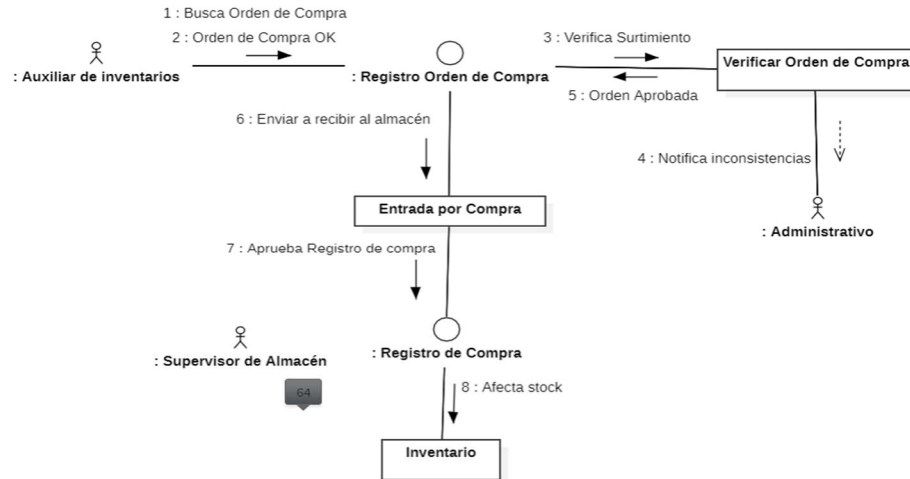 1 : Busca Orden de Compra
2 : Orden de Compra OK
3 : Verifica Surtimiento
: Auxiliar de inventarios
: Registro Orden de Compra
Verificar Orden de Compra
5 : Orden Aprobada
6 : Enviar a recibir al almacén
4 : Notifica inconsistencias
Entrada por Compra
: Administrativo
7 : Aprueba Registro de compra
: Supervisor de Almacén
: Registro de Compra
64
8 : Afecta stock
Inventario